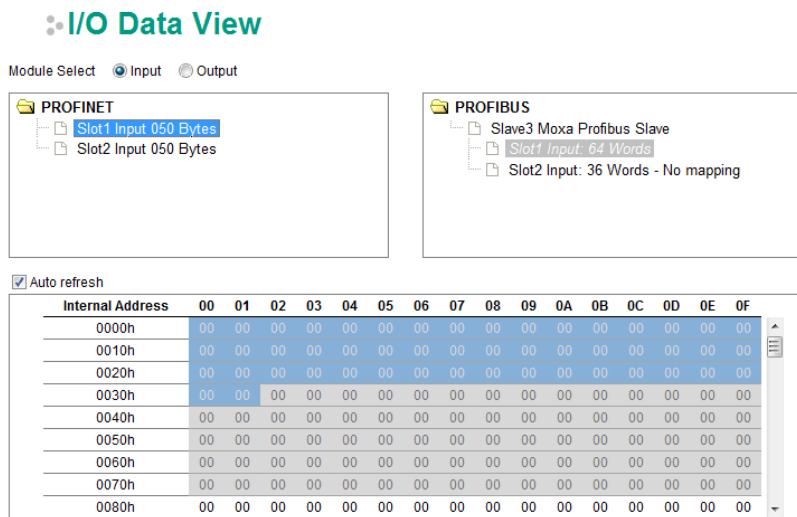 I/O Data View
Module Select Input Output
PROFINET
Slot1 Input 050 Bytes
Slot2 Input 050 Bytes
PROFIBUS
Slave3 Moxa Profibus Slave
Slot1 Input: 64 Words
Slot2 Input: 36 Words - No mapping
Auto refresh
Internal Address 00 01 02 03 04 05 06 07 08 09 0A 0B 0C 0D 0E 0F
0000h 00 00 00 00 00 00 00 00 00 00 00 00 00 00 00 00
0010h 00 00 00 00 00 00 00 00 00 00 00 00 00 00 00 00
0020h 00 00 00 00 00 00 00 00 00 00 00 00 00 00 00 00
0030h 00 00 00 00 00 00 00 00 00 00 00 00 00 00 00 00
0040h 00 00 00 00 00 00 00 00 00 00 00 00 00 00 00 00
0050h 00 00 00 00 00 00 00 00 00 00 00 00 00 00 00 00
0060h 00 00 00 00 00 00 00 00 00 00 00 00 00 00 00 00
0070h 00 00 00 00 00 00 00 00 00 00 00 00 00 00 00 00
0080h 00 00 00 00 00 00 00 00 00 00 00 00 00 00 00 00